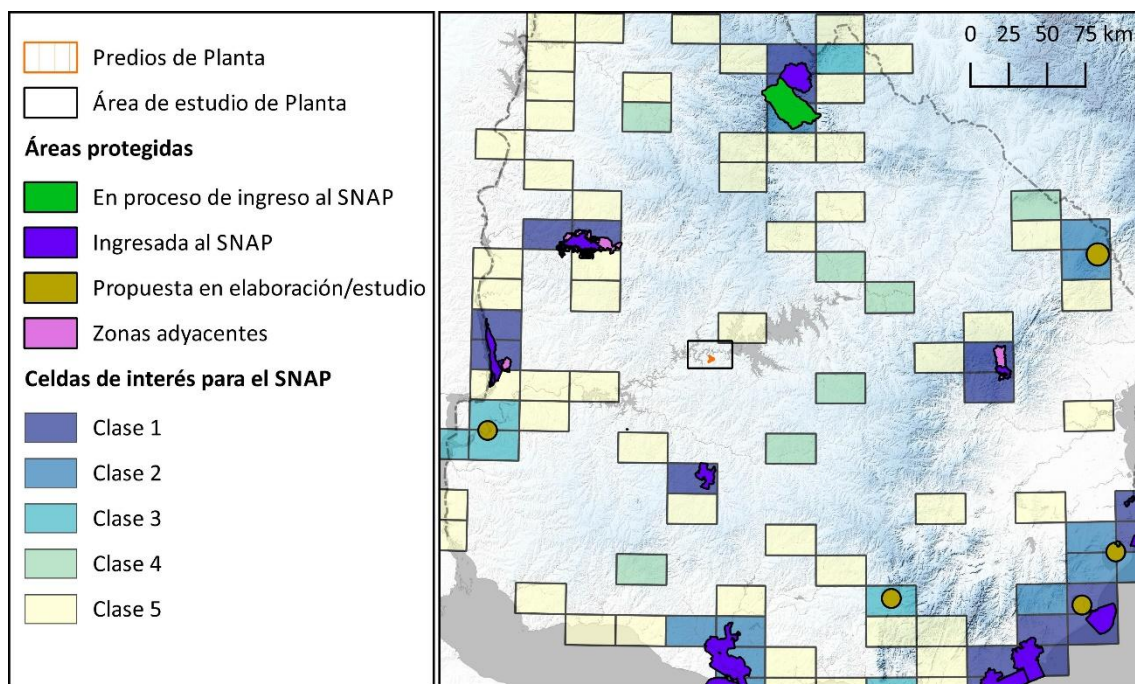 Predios de Planta
Área de estudio de Planta
Áreas protegidas
En proceso de ingreso al SNAP
Ingresada al SNAP
Propuesta en elaboración/estudio
Zonas adyacentes
Celdas de interés para el SNAP
Clase 1
Clase 2
Clase 3
Clase 4
Clase 5
0 25 50 75 km